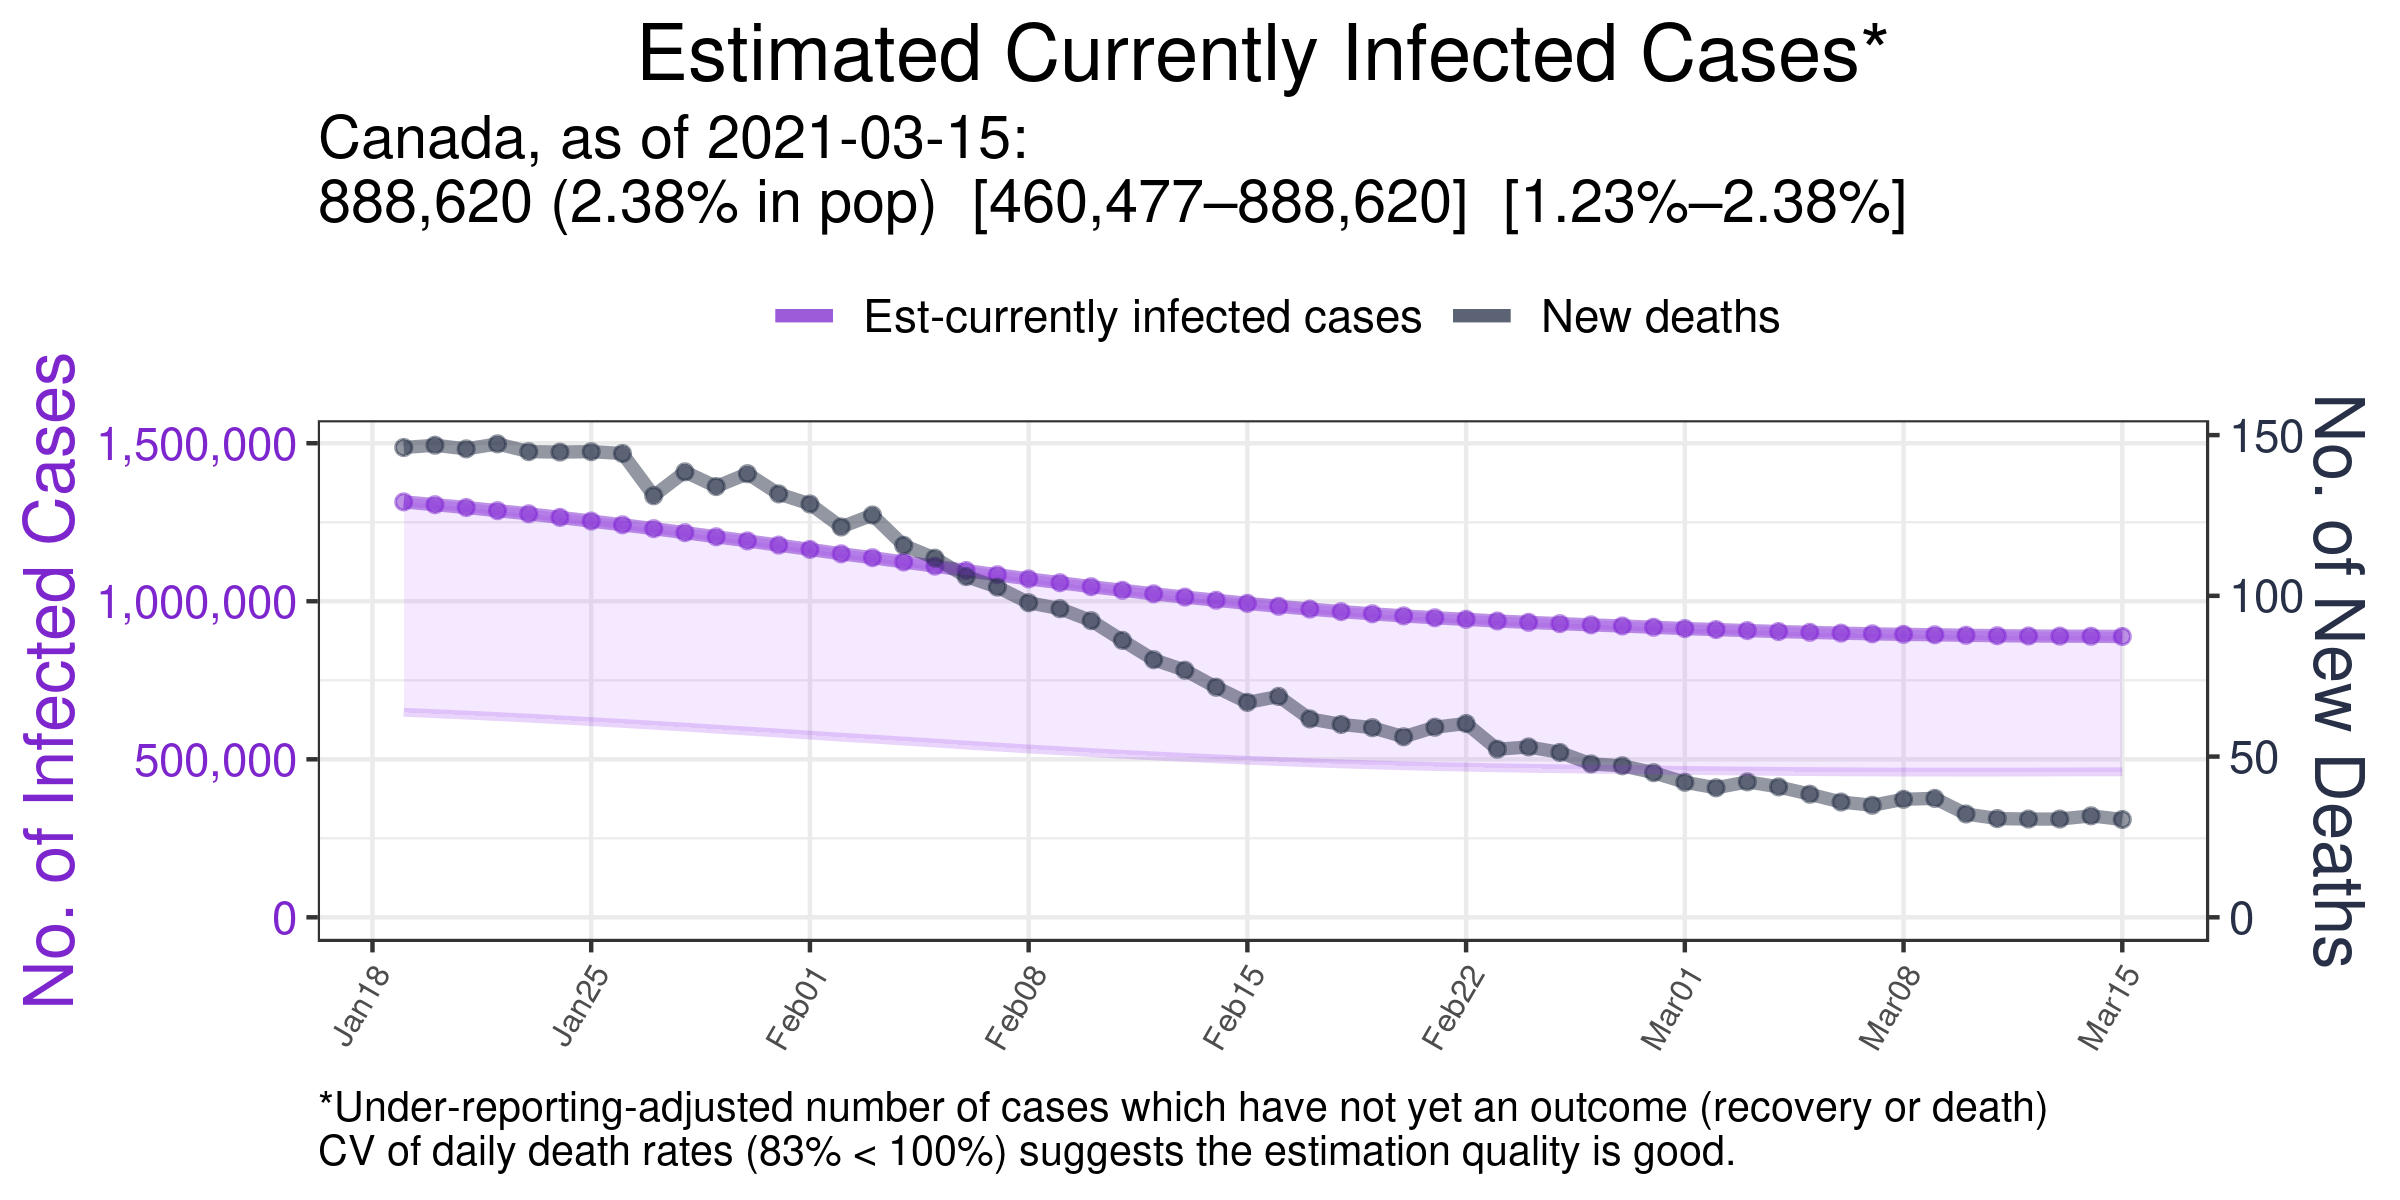 Estimated Currently Infected Cases*
Canada, as of 2021-03-15:
888,620 (2.38% in pop)  [460,477–888,620]  [1.23%–2.38%]
Est-currently infected cases
New deaths
No. of Infected Cases
1,500,000
1,000,000
500,000
0
150
100
50
0
No. of New Deaths
Jan18
Jan25
Feb01
Feb08
Feb15
Feb22
Mar01
Mar08
Mar15
*Under-reporting-adjusted number of cases which have not yet an outcome (recovery or death)
CV of daily death rates (83% < 100%) suggests the estimation quality is good.